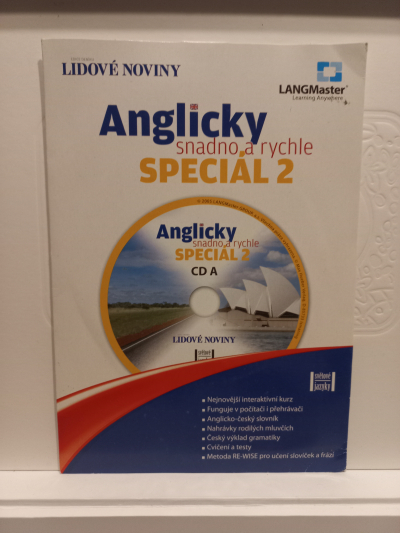 LIDOVÉ NOVINY
LANGMaster
Learning Anywhere
Anglicky
snadno a rychle
SPECIÁL 2
Anglicky
snadno a rychle
SPECIÁL 2
CD A
LIDOVÉ NOVINY
světové
jazyky
• Nejnovější interaktivní kurz
• Funguje v počítači i přehrávači
• Anglicko-český slovník
• Nahrávky rodilých mluvčích
• Český výklad gramatiky
• Cvičení a testy
• Metoda RE-WISE pro učení slovíček a frází